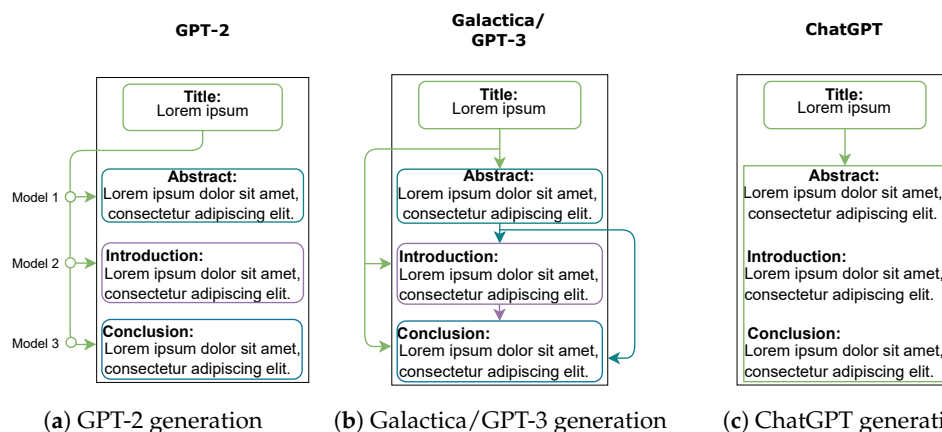 GPT-2
Title:
Lorem ipsum
Model 1
Abstract:
Lorem ipsum dolor sit amet,
consectetur adipiscing elit.
Model 2
Introduction:
Lorem ipsum dolor sit amet,
consectetur adipiscing elit.
Model 3
Conclusion:
Lorem ipsum dolor sit amet,
consectetur adipiscing elit.
(a) GPT-2 generation
Galactica/
GPT-3
Title:
Lorem ipsum
Abstract:
Lorem ipsum dolor sit amet,
consectetur adipiscing elit.
Introduction:
Lorem ipsum dolor sit amet,
consectetur adipiscing elit.
Conclusion:
Lorem ipsum dolor sit amet,
consectetur adipiscing elit.
(b) Galactica/GPT-3 generation
ChatGPT
Title:
Lorem ipsum
Abstract:
Lorem ipsum dolor sit amet,
consectetur adipiscing elit.
Introduction:
Lorem ipsum dolor sit amet,
consectetur adipiscing elit.
Conclusion:
Lorem ipsum dolor sit amet,
consectetur adipiscing elit.
(c) ChatGPT